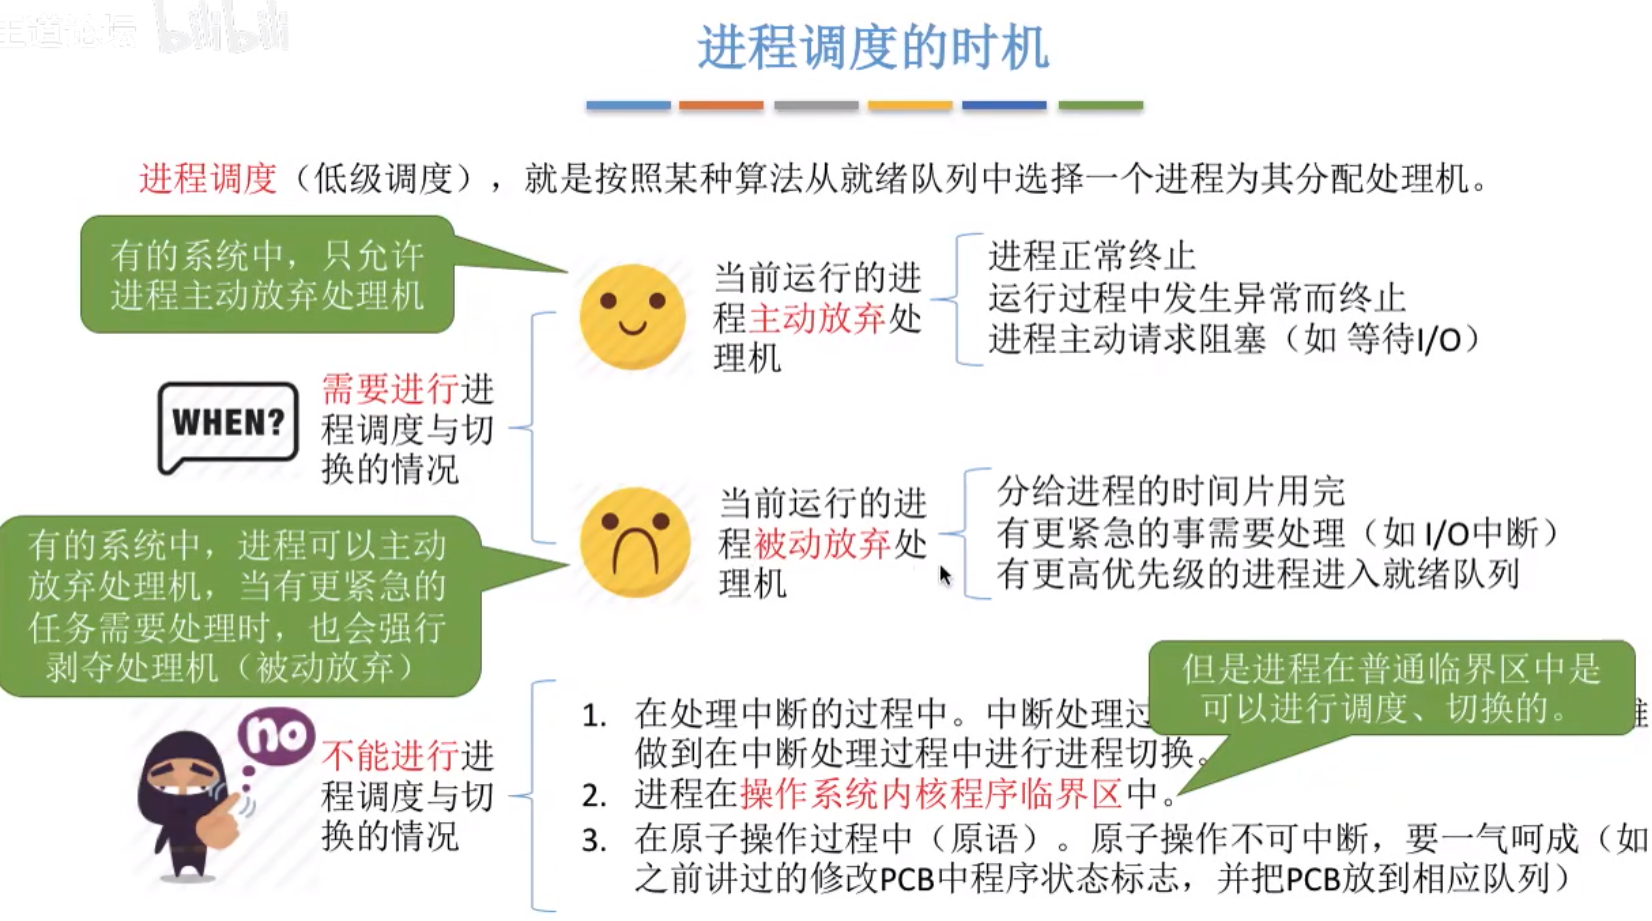 王道论坛 bilibili
进程调度的时机
进程调度（低级调度），就是按照某种算法从就绪队列中选择一个进程为其分配处理机。
有的系统中，只允许
进程主动放弃处理机
当前运行的进
程主动放弃处
理机
进程正常终止
运行过程中发生异常而终止
进程主动请求阻塞（如 等待I/O）
WHEN?
需要进行进
程调度与切
换的情况
有的系统中，进程可以主动
放弃处理机，当有更紧急的
任务需要处理时，也会强行
剥夺处理机（被动放弃）
当前运行的进
程被动放弃处
理机
分给进程的时间片用完
有更紧急的事需要处理（如 I/O中断）
有更高优先级的进程进入就绪队列
但是进程在普通临界区中是
可以进行调度、切换的。
no
不能进行进
程调度与切
换的情况
1. 在处理中断的过程中。中断处理过
做到在中断处理过程中进行进程切换。
2. 进程在操作系统内核程序临界区中。
3. 在原子操作过程中（原语）。原子操作不可中断，要一气呵成（如
之前讲过的修改PCB中程序状态标志，并把PCB放到相应队列）